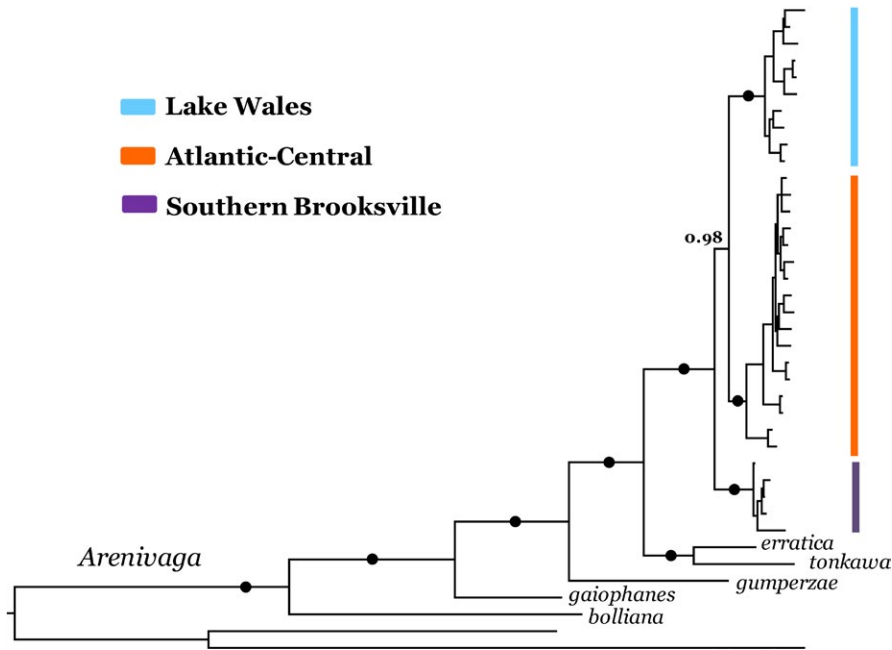 Lake Wales
Atlantic-Central
Southern Brooksville
0.98
Arenivaga
erratica
tonkawa
gumperzae
gaiophanes
bolliana